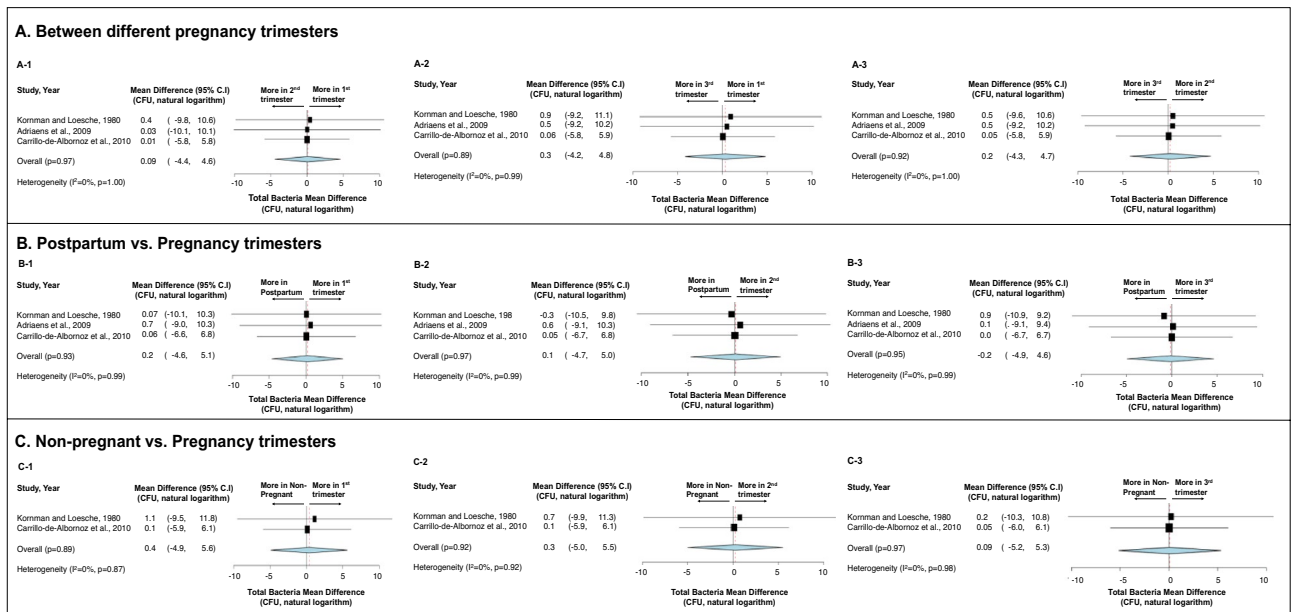 A. Between different pregnancy trimesters
A-1
Study, Year
Mean Difference (95% C.I)
(CFU, natural logarithm)
More in 2nd trimester
More in 1st trimester
Kornman and Loesche, 1980 0.4 ( -9.8, 10.6)
Adriaens et al., 2009 0.03 (-10.1, 10.1)
Carrillo-de-Albornoz et al., 2010 0.01 ( -5.8, 5.8)
Overall (p=0.97) 0.09 ( -4.4, 4.6)
Heterogeneity (I²=0%, p=1.00)
-10 -5 0 5 10
Total Bacteria Mean Difference
(CFU, natural logarithm)
A-2
Study, Year
Mean Difference (95% C.I)
(CFU, natural logarithm)
More in 3rd trimester
More in 1st trimester
Kornman and Loesche, 1980 0.9 (-9.2, 11.1)
Adriaens et al., 2009 0.5 (-9.2, 10.2)
Carrillo-de-Albornoz et al., 2010 0.06 (-5.8, 5.9)
Overall (p=0.89) 0.3 (-4.2, 4.8)
Heterogeneity (I²=0%, p=0.99)
-10 -5 0 5 10
Total Bacteria Mean Difference
(CFU, natural logarithm)
A-3
Study, Year
Mean Difference (95% C.I)
(CFU, natural logarithm)
More in 3rd trimester
More in 2nd trimester
Kornman and Loesche, 1980 0.5 (-9.6, 10.6)
Adriaens et al., 2009 0.5 (-9.2, 10.2)
Carrillo-de-Albornoz et al., 2010 0.05 (-5.8, 5.9)
Overall (p=0.92) 0.2 (-4.3, 4.7)
Heterogeneity (I²=0%, p=1.00)
-10 -5 0 5 10
Total Bacteria Mean Difference
(CFU, natural logarithm)
B. Postpartum vs. Pregnancy trimesters
B-1
Study, Year
Mean Difference (95% C.I)
(CFU, natural logarithm)
More in Postpartum
More in 1st trimester
Kornman and Loesche, 1980 0.07 (-10.1, 10.3)
Adriaens et al., 2009 0.7 (-9.0, 10.3)
Carrillo-de-Albornoz et al., 2010 0.06 (-6.6, 6.8)
Overall (p=0.93) 0.2 (-4.6, 5.1)
Heterogeneity (I²=0%, p=0.99)
-10 -5 0 5 10
Total Bacteria Mean Difference
(CFU, natural logarithm)
B-2
Study, Year
Mean Difference (95% C.I)
(CFU, natural logarithm)
More in Postpartum
More in 2nd trimester
Kornman and Loesche, 198 -0.3 (-10.5, 9.8)
Adriaens et al., 2009 0.6 (-9.1, 10.3)
Carrillo-de-Albornoz et al., 2010 0.05 (-6.7, 6.8)
Overall (p=0.97) 0.1 (-4.7, 5.0)
Heterogeneity (I²=0%, p=0.99)
-10 -5 0 5 10
Total Bacteria Mean Difference
(CFU, natural logarithm)
B-3
Study, Year
Mean Difference (95% C.I)
(CFU, natural logarithm)
More in Postpartum
More in 3rd trimester
Kornman and Loesche, 1980 0.9 (-10.9, 9.2)
Adriaens et al., 2009 0.1 (-9.1, 9.4)
Carrillo-de-Albornoz et al., 2010 0.0 (-6.7, 6.7)
Overall (p=0.95) -0.2 (-4.9, 4.6)
Heterogeneity (I²=0%, p=0.99)
-10 -5 0 5 10
Total Bacteria Mean Difference
(CFU, natural logarithm)
C. Non-pregnant vs. Pregnancy trimesters
C-1
Study, Year
Mean Difference (95% C.I)
(CFU, natural logarithm)
More in Non-Pregnant
More in 1st trimester
Kornman and Loesche, 1980 1.1 (-9.5, 11.8)
Carrillo-de-Albornoz et al., 2010 0.1 (-5.9, 6.1)
Overall (p=0.89) 0.4 (-4.9, 5.6)
Heterogeneity (I²=0%, p=0.87)
-10 -5 0 5 10
Total Bacteria Mean Difference
(CFU, natural logarithm)
C-2
Study, Year
Mean Difference (95% C.I)
(CFU, natural logarithm)
More in Non-Pregnant
More in 2nd trimester
Kornman and Loesche, 1980 0.7 (-9.9, 11.3)
Carrillo-de-Albornoz et al., 2010 0.1 (-5.9, 6.1)
Overall (p=0.92) 0.3 (-5.0, 5.5)
Heterogeneity (I²=0%, p=0.92)
-10 -5 0 5 10
Total Bacteria Mean Difference
(CFU, natural logarithm)
C-3
Study, Year
Mean Difference (95% C.I)
(CFU, natural logarithm)
More in Non-Pregnant
More in 3rd trimester
Kornman and Loesche, 1980 0.2 (-10.3, 10.8)
Carrillo-de-Albornoz et al., 2010 0.05 (-6.0, 6.1)
Overall (p=0.97) 0.09 (-5.2, 5.3)
Heterogeneity (I²=0%, p=0.98)
-10 -5 0 5 10
Total Bacteria Mean Difference
(CFU, natural logarithm)